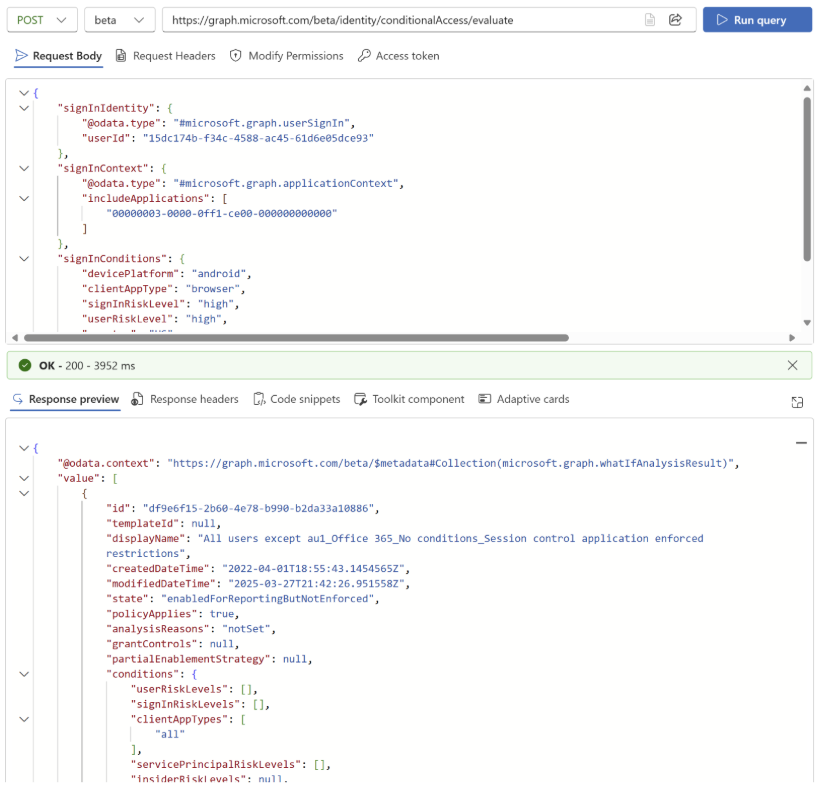 POST beta https://graph.microsoft.com/beta/identity/conditionalAccess/evaluate Run query
Request Body Request Headers Modify Permissions Access token
{
"signInIdentity": {
"@odata.type": "#microsoft.graph.userSignIn",
"userId": "15dc174b-f34c-4588-ac45-61d6e05dce93"
},
"signInContext": {
"@odata.type": "#microsoft.graph.applicationContext",
"includeApplications": [
"00000003-0000-0ff1-ce00-000000000000"
]
},
"signInConditions": {
"devicePlatform": "android",
"clientAppType": "browser",
"signInRiskLevel": "high",
"userRiskLevel": "high",
OK - 200 - 3952 ms
Response preview Response headers Code snippets Toolkit component Adaptive cards
{
"@odata.context": "https://graph.microsoft.com/beta/$metadata#Collection(microsoft.graph.whatIfAnalysisResult)",
"value": [
{
"id": "df9e6f15-2b60-4e78-b990-b2da33a10886",
"templateId": null,
"displayName": "All users except au1_Office 365_No conditions_Session control application enforced
restrictions",
"createdDateTime": "2022-04-01T18:55:43.1454565Z",
"modifiedDateTime": "2025-03-27T21:42:26.951558Z",
"state": "enabledForReportingButNotEnforced",
"policyApplies": true,
"analysisReasons": "notSet",
"grantControls": null,
"partialEnablementStrategy": null,
"conditions": {
"userRiskLevels": [],
"signInRiskLevels": [],
"clientAppTypes": [
"all"
],
"servicePrincipalRiskLevels": [],
"insiderRiskLevels": null,